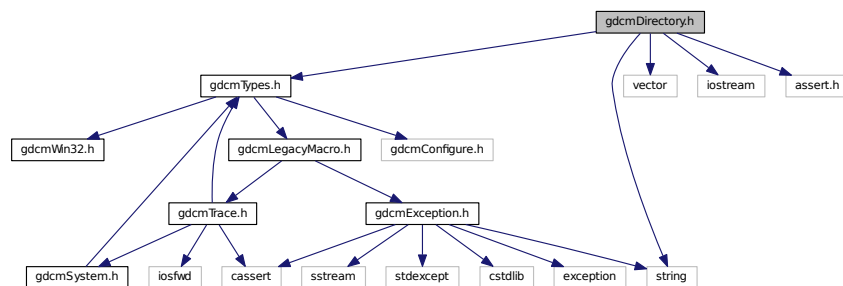 gdcmDirectory.h
gdcmTypes.h
vector
iostream
assert.h
gdcmWin32.h
gdcmLegacyMacro.h
gdcmConfigure.h
gdcmTrace.h
gdcmException.h
gdcmSystem.h
iosfwd
cassert
sstream
stdexcept
cstdlib
exception
string